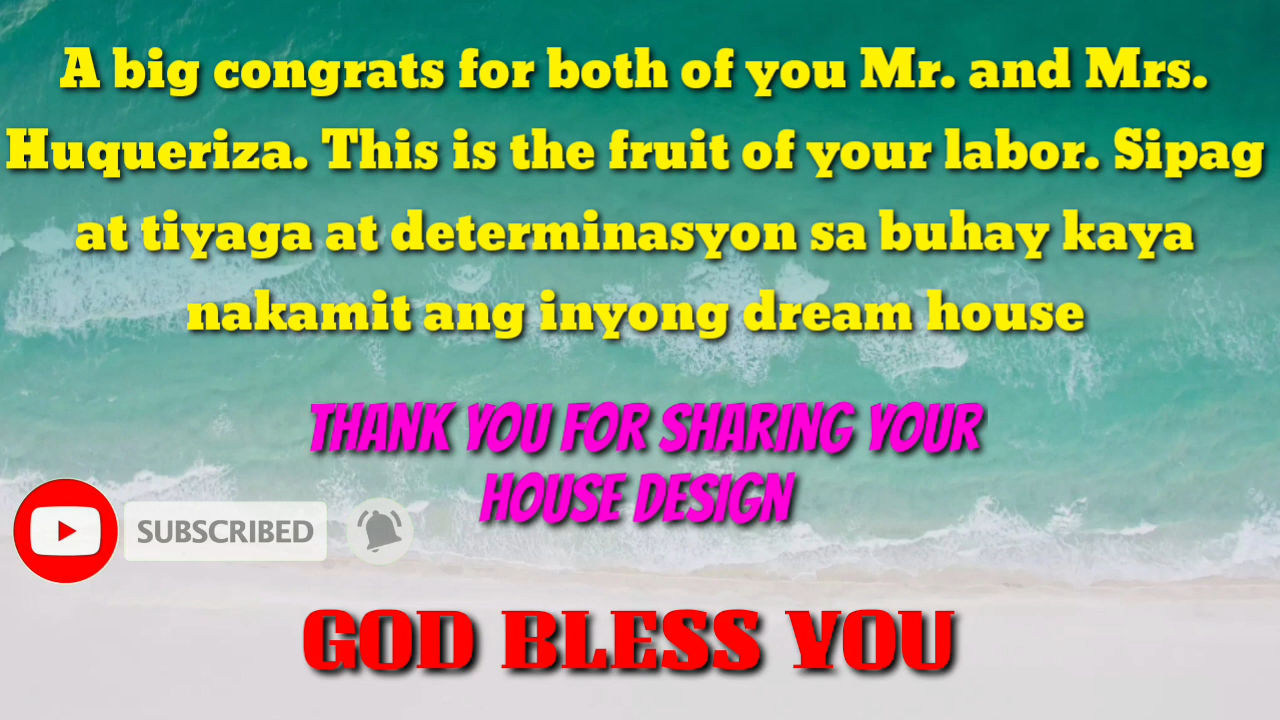 A big congrats for both of you Mr. and Mrs.
Huqueriza. This is the fruit of your labor. Sipag
at tiyaga at determinasyon sa buhay kaya
nakamit ang inyong dream house
THANK YOU FOR SHARING YOUR
HOUSE DESIGN
SUBSCRIBED
GOD BLESS YOU